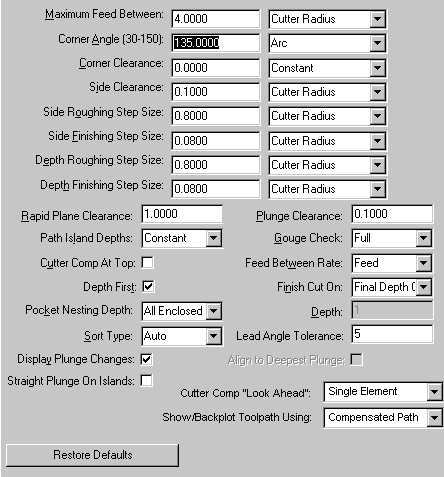 Maximum Feed Between: 4.0000 Cutter Radius
Corner Angle (30-150): 135.0000 Arc
Corner Clearance: 0.0000 Constant
Side Clearance: 0.1000 Cutter Radius
Side Roughing Step Size: 0.8000 Cutter Radius
Side Finishing Step Size: 0.0800 Cutter Radius
Depth Roughing Step Size: 0.8000 Cutter Radius
Depth Finishing Step Size: 0.0800 Cutter Radius
Rapid Plane Clearance: 1.0000 Plunge Clearance: 0.1000
Path Island Depths: Constant Gouge Check: Full
Cutter Comp At Top: Feed Between Rate: Feed
Depth First: Finish Cut On: Final Depth
Pocket Nesting Depth: All Enclosed Depth: 1
Sort Type: Auto Lead Angle Tolerance: 5
Display Plunge Changes: Align to Deepest Plunge:
Straight Plunge On Islands:
Cutter Comp "Look Ahead": Single Element
Show/Backplot Toolpath Using: Compensated Path
Restore Defaults